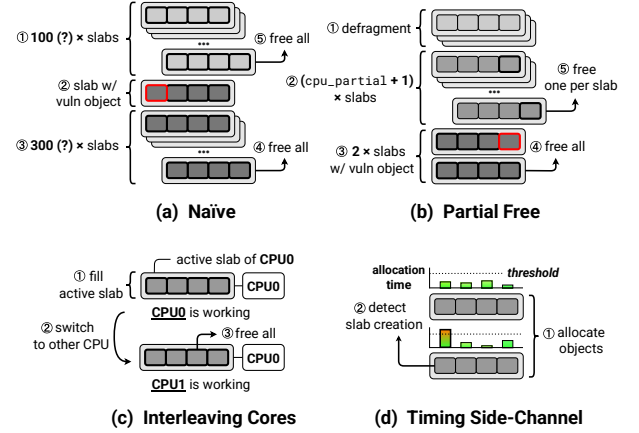 ① 100 (?) × slabs
...
⑤ free all
② slab w/
vuln object
③ 300 (?) × slabs
...
④ free all
(a) Naïve
① defragment
② (cpu_partial + 1)
× slabs
...
⑤ free
one per slab
③ 2 × slabs
w/ vuln object
④ free all
(b) Partial Free
active slab of CPU0
① fill
active slab
CPU0
CPU0 is working
② switch
to other CPU
③ free all
CPU0
CPU1 is working
(c) Interleaving Cores
allocation
time
threshold
② detect
slab creation
① allocate
objects
(d) Timing Side-Channel